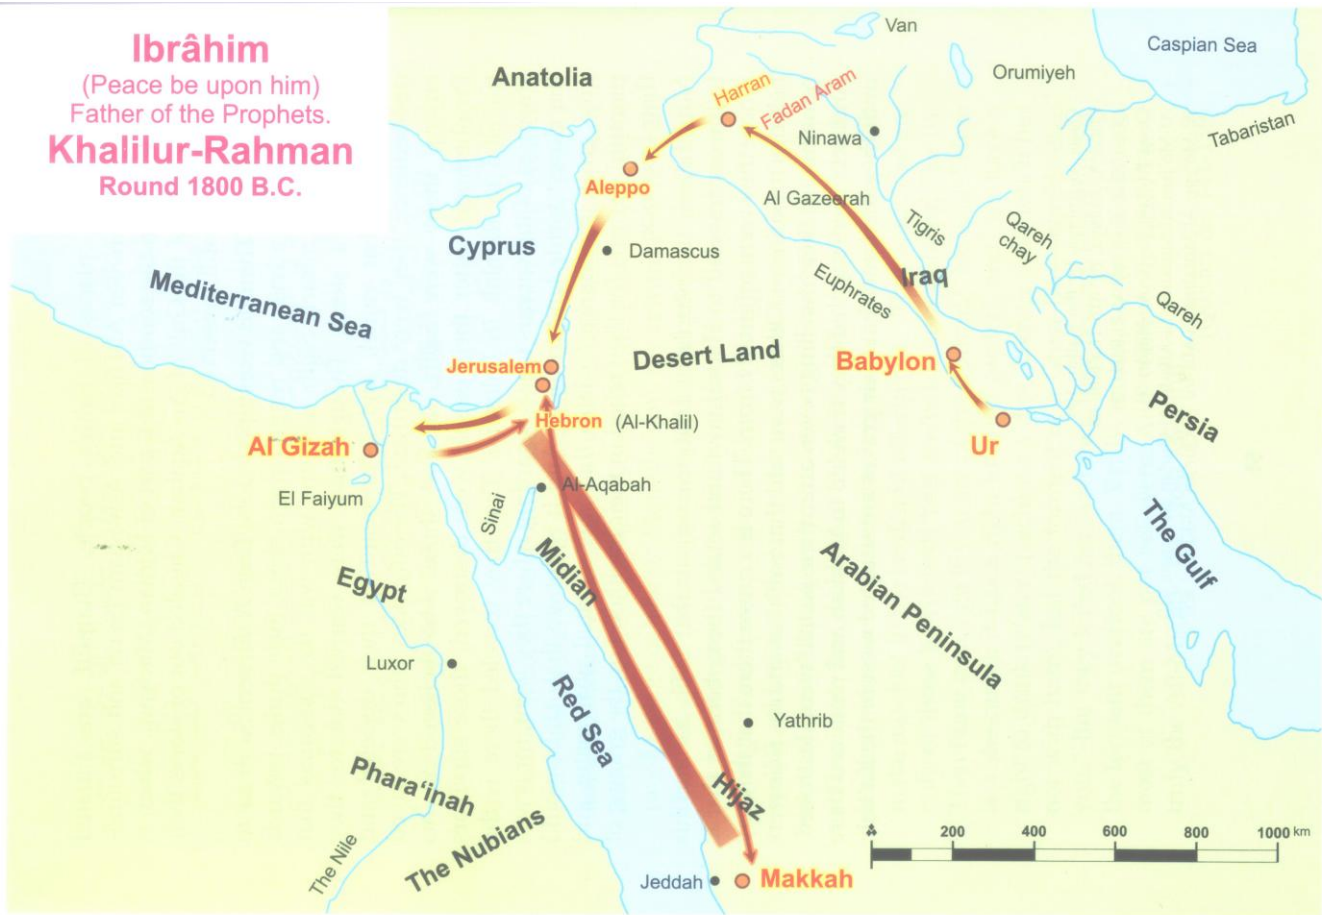 Ibrâhim
(Peace be upon him)
Father of the Prophets.
Khalilur-Rahman
Round 1800 B.C.
Van
Caspian Sea
Orumiyeh
Anatolia
Harran
Fadan Aram
Tabaristan
Ninawa
Aleppo
Al Gazeerah
Tigris
Qareh
chay
Cyprus
Damascus
Iraq
Euphrates
Mediterranean Sea
Qareh
Desert Land
Babylon
Jerusalem
Persia
Hebron
(Al-Khalil)
Al Gizah
Ur
El Faiyum
Al-Aqabah
Sinai
The Gulf
Midian
Egypt
Arabian Peninsula
Luxor
Red Sea
Yathrib
Phara‘inah
Hijaz
The Nubians
200 400 600 800 1000 km
The Nile
Jeddah
Makkah